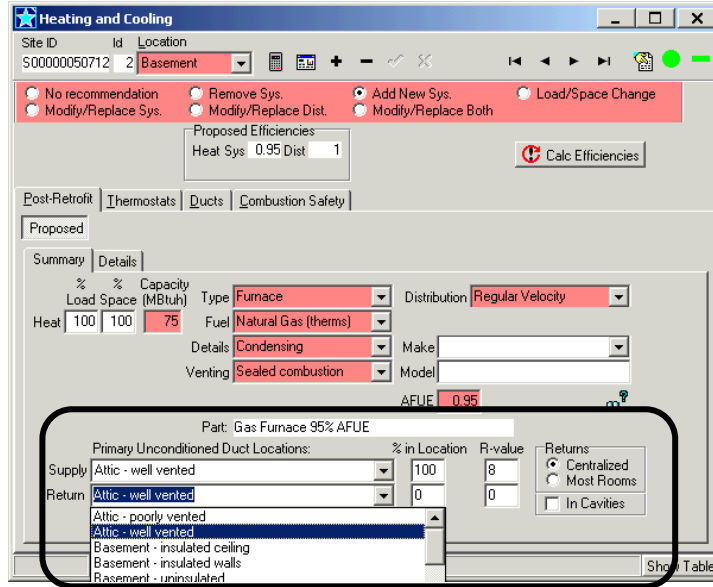 Heating and Cooling
Site ID Id Location
S00000050712 2 Basement
No recommendation Remove Sys. Add New Sys. Load/Space Change
Modify/Replace Sys. Modify/Replace Dist. Modify/Replace Both
Proposed Efficiencies
Heat Sys 0.95 Dist 1
Calc Efficiencies
Post-Retrofit Thermostats Ducts Combustion Safety
Proposed
Summary Details
% % Capacity
Load Space (MBtuh) Type Furnace Distribution Regular Velocity
Heat 100 100 75 Fuel Natural Gas (therms)
Details Condensing Make
Venting Sealed combustion Model
AFUE 0.95
Part: Gas Furnace 95% AFUE
Primary Unconditioned Duct Locations: % in Location R-value Returns
Supply Attic - well vented 100 8 Centralized
Most Rooms
Return Attic - well vented 0 0 In Cavities
Attic - poorly vented
Attic - well vented
Basement - insulated ceiling
Basement - insulated walls
Basement - uninsulated
Show Table